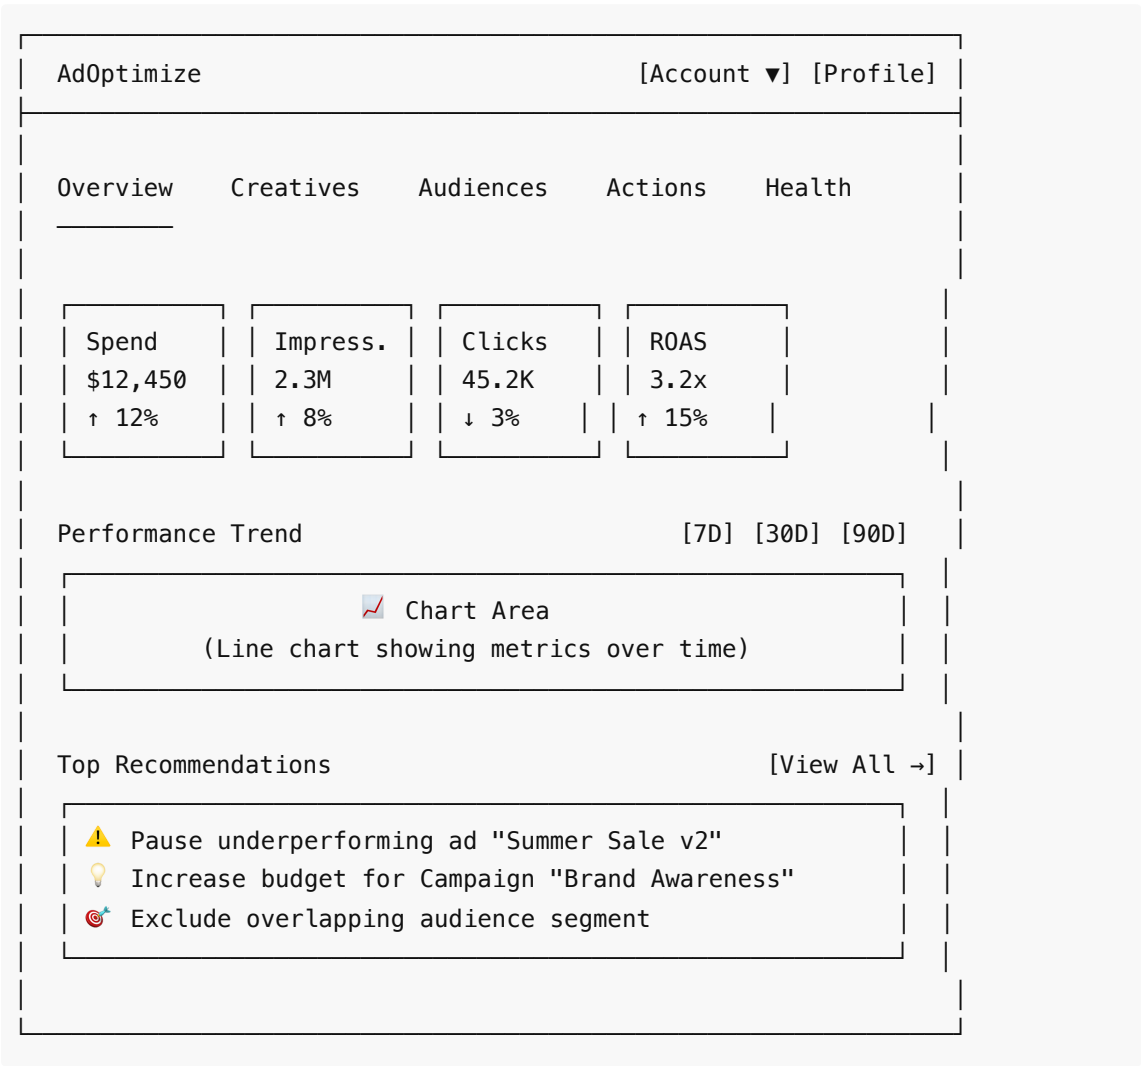 AdOptimize [Account ▼] [Profile]
Overview Creatives Audiences Actions Health
Spend Impress. Clicks ROAS
$12,450 2.3M 45.2K 3.2x
↑ 12% ↑ 8% ↓ 3% ↑ 15%
Performance Trend [7D] [30D] [90D]
📈 Chart Area
(Line chart showing metrics over time)
Top Recommendations [View All →]
⚠️ Pause underperforming ad "Summer Sale v2"
💡 Increase budget for Campaign "Brand Awareness"
🎯 Exclude overlapping audience segment